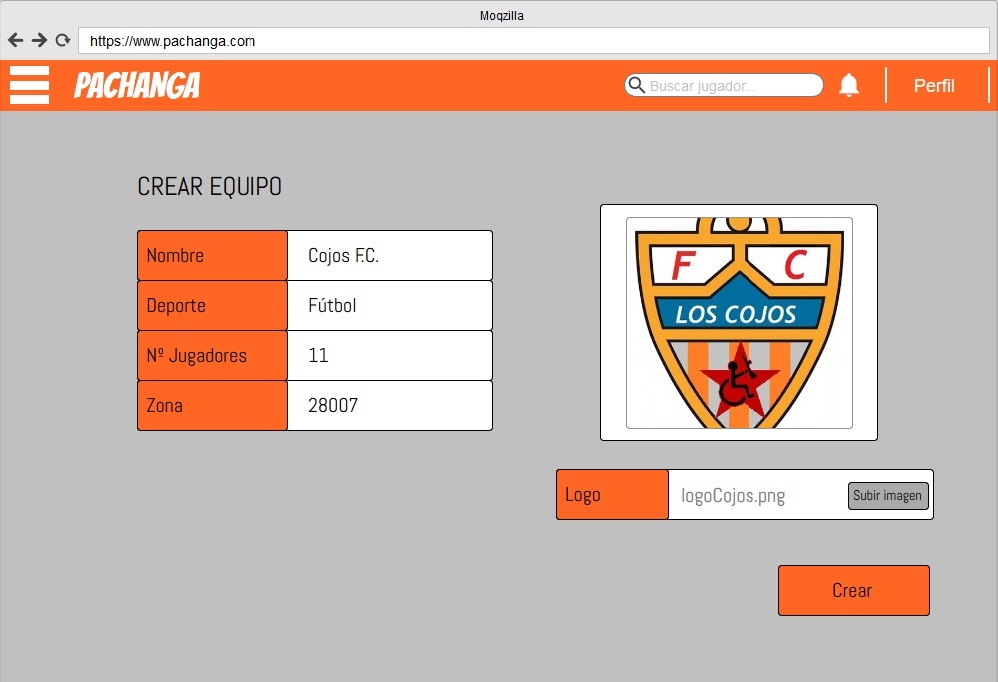 Moqzilla
https://www.pachanga.com
PACHANGA
Buscar jugador...
Perfil
CREAR EQUIPO
Nombre Cojos F.C.
Deporte Fútbol
Nº Jugadores 11
Zona 28007
F C
LOS COJOS
Logo logoCojos.png Subir imagen
Crear